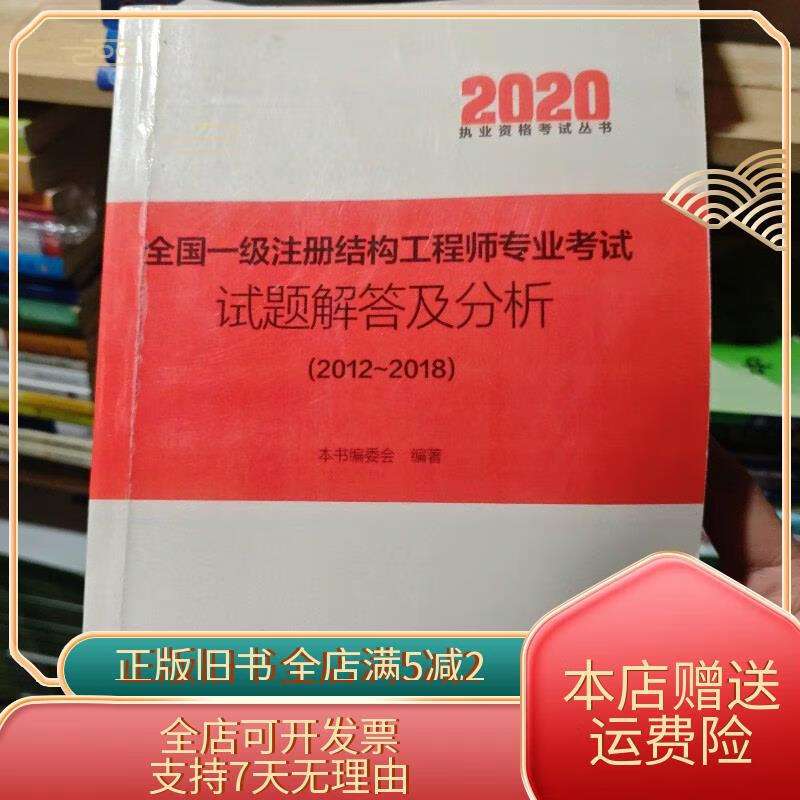 2020
执业资格考试丛书
全国一级注册结构工程师专业考试
试题解答及分析
(2012~2018)
本书编委会 编著
正版旧书 全店满5减2
全店可开发票
支持7天无理由
本店赠送
运费险